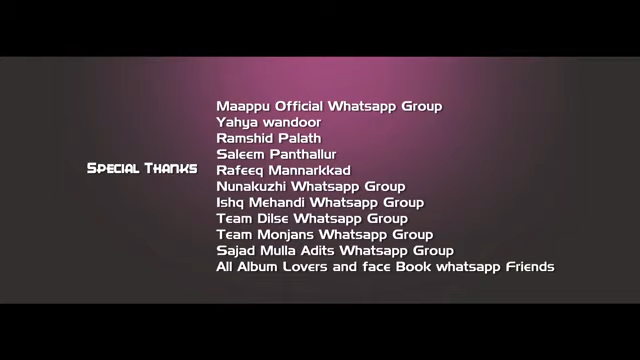 Maappu Official Whatsapp Group
Yahya wandoor
Ramshid Palath
Saleem Panthallur
Special Thanks
Rafeeq Mannarkkad
Nunakuzhi Whatsapp Group
Ishq Mehandi Whatsapp Group
Team Dilse Whatsapp Group
Team Monjans Whatsapp Group
Sajad Mulla Adits Whatsapp Group
All Album Lovers and face Book whatsapp Friends